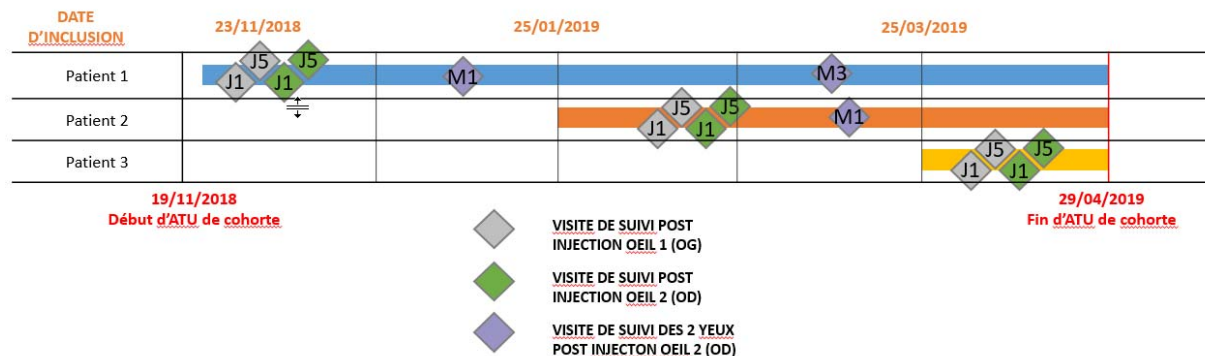 DATE
D'INCLUSION
23/11/2018
25/01/2019
25/03/2019
Patient 1
J1
J5
J1
J5
M1
M3
Patient 2
J1
J5
J1
J5
M1
Patient 3
J1
J5
J1
J5
19/11/2018
Début d'ATU de cohorte
29/04/2019
Fin d'ATU de cohorte
VISITE DE SUIVI POST
INJECTION OEIL 1 (OG)
VISITE DE SUIVI POST
INJECTION OEIL 2 (OD)
VISITE DE SUIVI DES 2 YEUX
POST INJECTON OEIL 2 (OD)